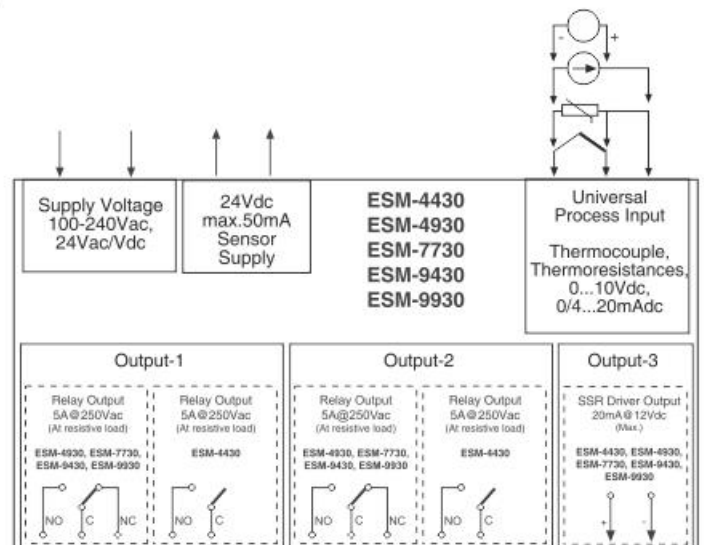 - +
Supply Voltage
100-240Vac,
24Vac/Vdc
24Vdc
max.50mA
Sensor
Supply
ESM-4430
ESM-4930
ESM-7730
ESM-9430
ESM-9930
Universal
Process Input
Thermocouple,
Thermoresistances,
0...10Vdc,
0/4...20mAdc
Output-1
Relay Output
5A@250Vac
(At resistive load)
ESM-4930, ESM-7730,
ESM-9430, ESM-9930
NO C NC
Relay Output
5A@250Vac
(At resistive load)
ESM-4430
NO C
Output-2
Relay Output
5A@250Vac
(At resistive load)
ESM-4930, ESM-7730,
ESM-9430, ESM-9930
NO C NC
Relay Output
5A@250Vac
(At resistive load)
ESM-4430
NO C
Output-3
SSR Driver Output
20mA@12Vdc
(Max.)
ESM-4430, ESM-4930,
ESM-7730, ESM-9430,
ESM-9930
+ -